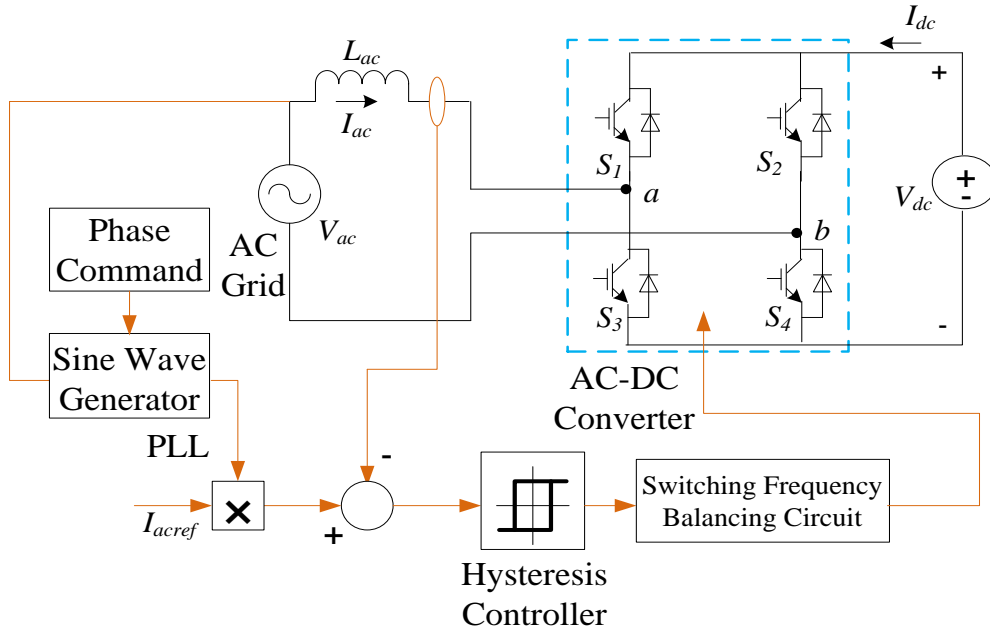 I_dc
L_ac
+
I_ac
S_1
S_2
a
V_ac
V_dc
+
-
Phase
Command
AC
Grid
b
S_3
S_4
-
Sine Wave
Generator
AC-DC
Converter
PLL
-
I_acref
×
+
Switching Frequency
Balancing Circuit
Hysteresis
Controller